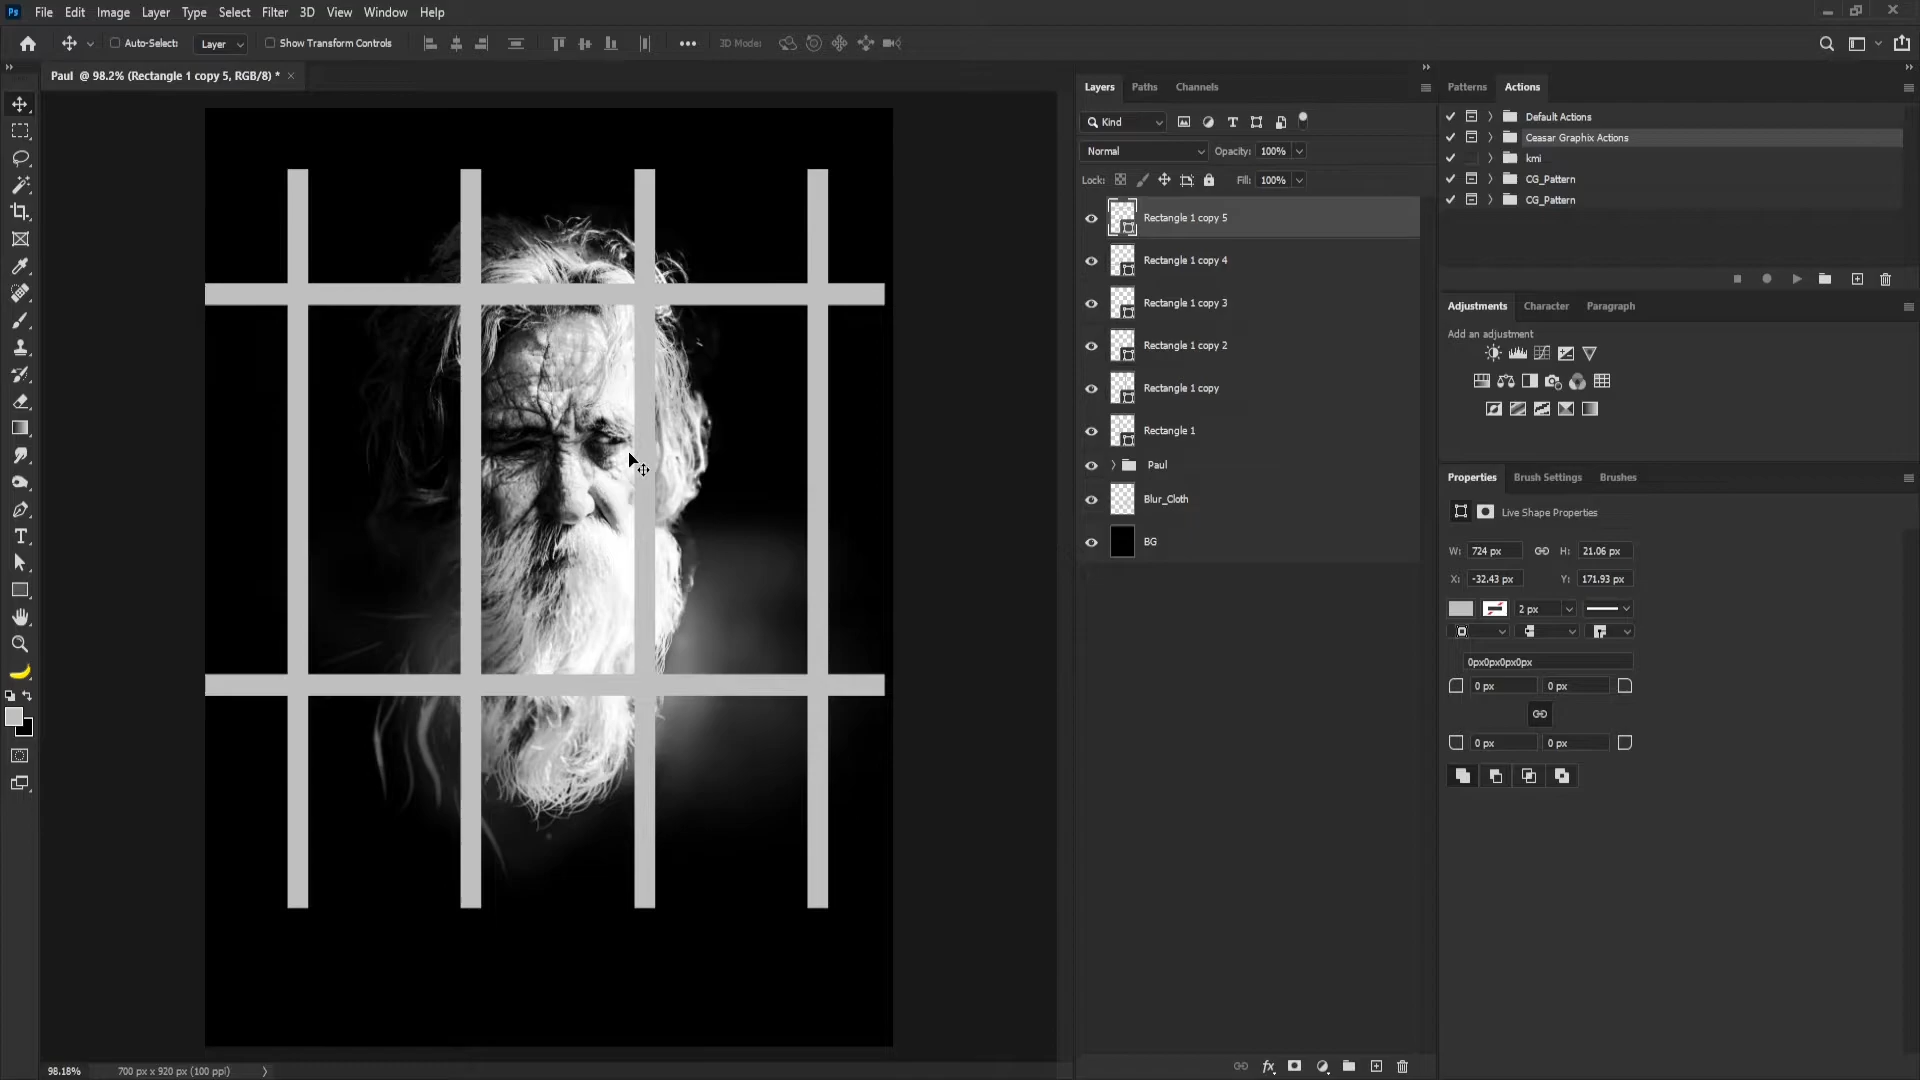 Ps File Edit Image Layer Type Select Filter 3D View Window Help
Auto-Select: Layer Show Transform Controls 3D Mode:
Paul @ 98.2% (Rectangle 1 copy 5, RGB/8) *
Layers Paths Channels
Kind
Normal Opacity: 100%
Lock: Fill: 100%
Rectangle 1 copy 5
Rectangle 1 copy 4
Rectangle 1 copy 3
Rectangle 1 copy 2
Rectangle 1 copy
Rectangle 1
Paul
Blur_Cloth
BG
Patterns Actions
Default Actions
Ceasar Graphix Actions
kmi
CG_Pattern
CG_Pattern
Adjustments Character Paragraph
Add an adjustment
Properties Brush Settings Brushes
Live Shape Properties
W: 724 px H: 21.06 px
X: -32.43 px Y: 171.93 px
2 px
0px0px0px0px
0 px 0 px
0 px 0 px
98.18% 700 px x 920 px (100 ppi)